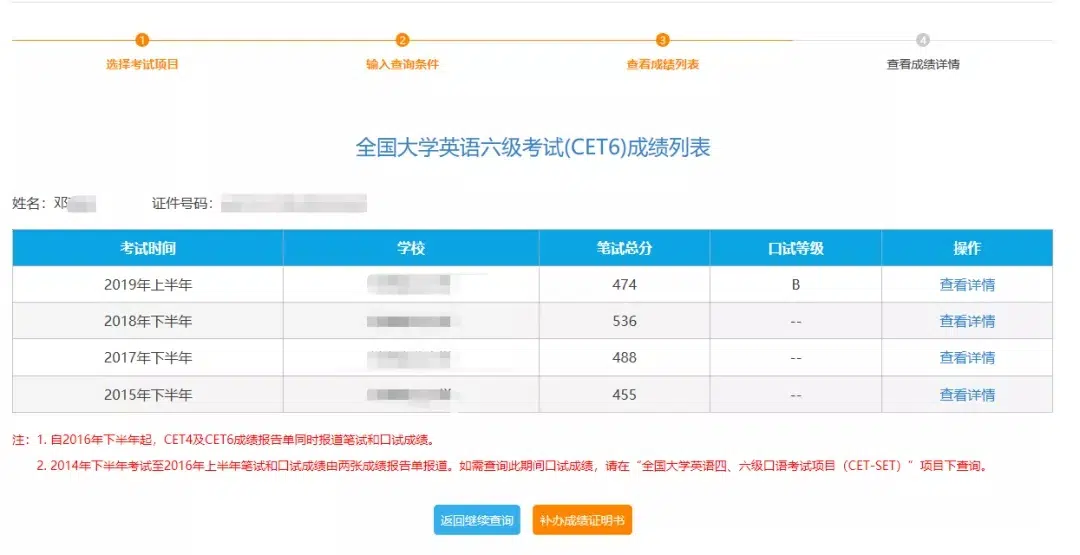 1 2 3 4
选择考试项目 输入查询条件 查看成绩列表 查看成绩详情
全国大学英语六级考试(CET6)成绩列表
姓名：邓 证件号码：
考试时间 学校 笔试总分 口试等级 操作
2019年上半年 474 B 查看详情
2018年下半年 536 -- 查看详情
2017年下半年 488 -- 查看详情
2015年下半年 455 -- 查看详情
注：1. 自2016年下半年起，CET4及CET6成绩报告单同时报道笔试和口试成绩。
2. 2014年下半年考试至2016年上半年笔试和口试成绩由两张成绩报告单报道。如需查询此期间口试成绩，请在“全国大学英语四、六级口语考试项目（CET-SET）”项目下查询。
返回继续查询 补办成绩证明书